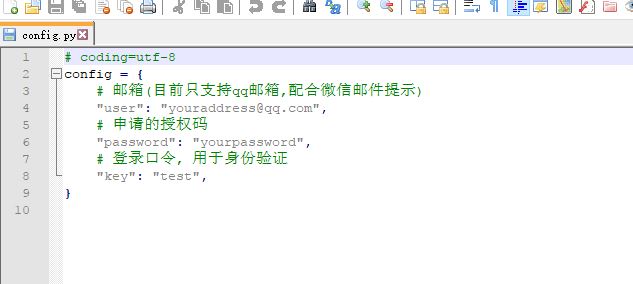 config.py
1 # coding=utf-8
2 config = {
3 # 邮箱(目前只支持qq邮箱,配合微信邮件提示)
4 "user": "youraddress@qq.com",
5 # 申请的授权码
6 "password": "yourpassword",
7 # 登录口令, 用于身份验证
8 "key": "test",
9 }
10